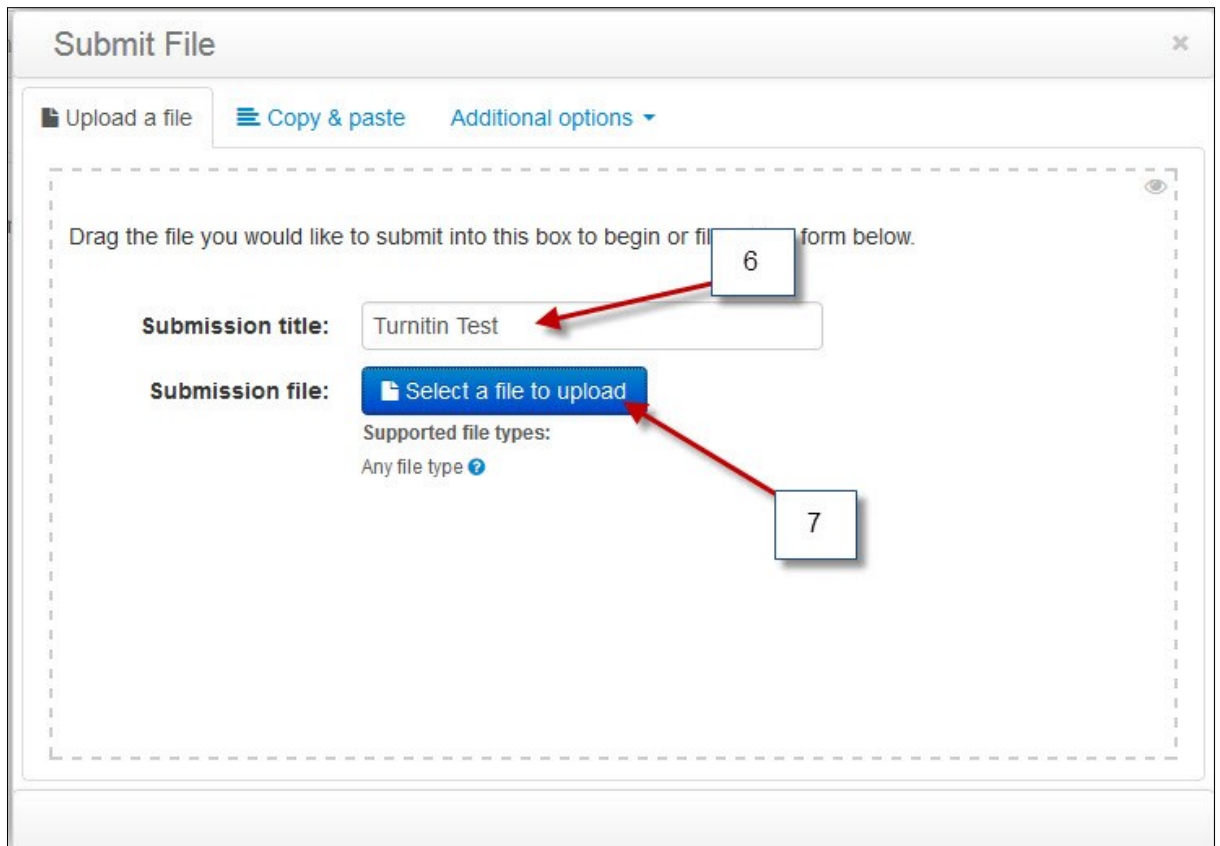 Submit File ×
Upload a file Copy & paste Additional options
Drag the file you would like to submit into this box to begin or fil form below.
6
Submission title: Turnitin Test
Submission file: Select a file to upload
Supported file types:
Any file type ?
7